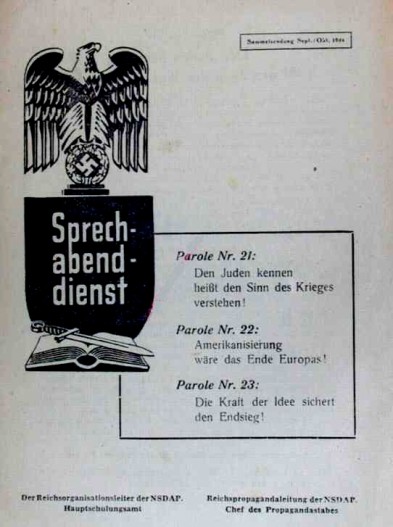 Sammelsendung Sept./Okt. 1944
Sprech-
abend-
dienst
Parole Nr. 21:
Den Juden kennen
heißt den Sinn des Krieges
verstehen!
Parole Nr. 22:
Amerikanisierung
wäre das Ende Europas!
Parole Nr. 23:
Die Kraft der Idee sichert
den Endsieg!
Der Reichsorganisationsleiter der NSDAP.
Hauptschulungsamt
Reichspropagandaleitung der NSDAP.
Chef des Propagandastabes